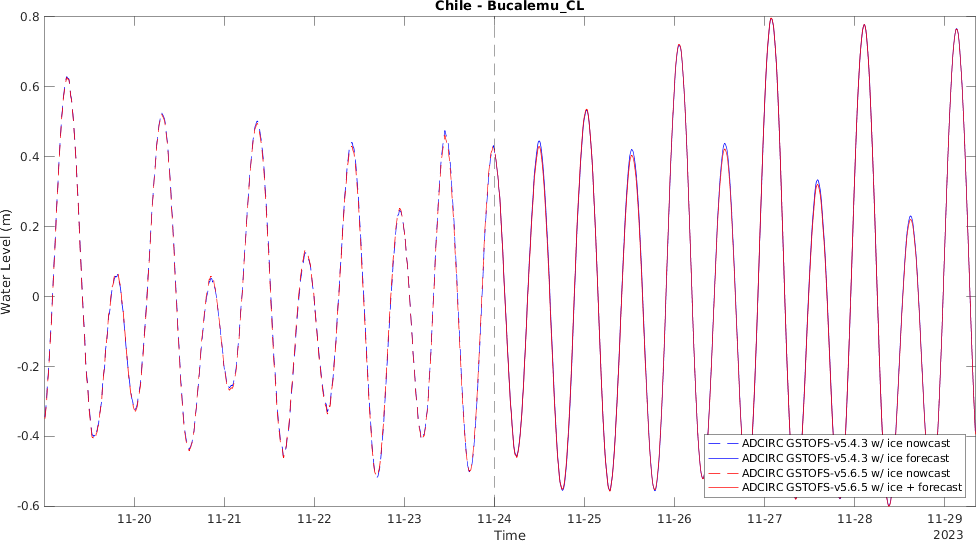 Chile - Bucalemu_CL
Water Level (m)
0.8
0.6
0.4
0.2
0
-0.2
-0.4
-0.6
11-20
11-21
11-22
11-23
11-24
11-25
11-26
11-27
11-28
11-29
2023
Time
ADCIRC GSTOFS-v5.4.3 w/ ice nowcast
ADCIRC GSTOFS-v5.4.3 w/ ice forecast
ADCIRC GSTOFS-v5.6.5 w/ ice nowcast
ADCIRC GSTOFS-v5.6.5 w/ ice + forecast